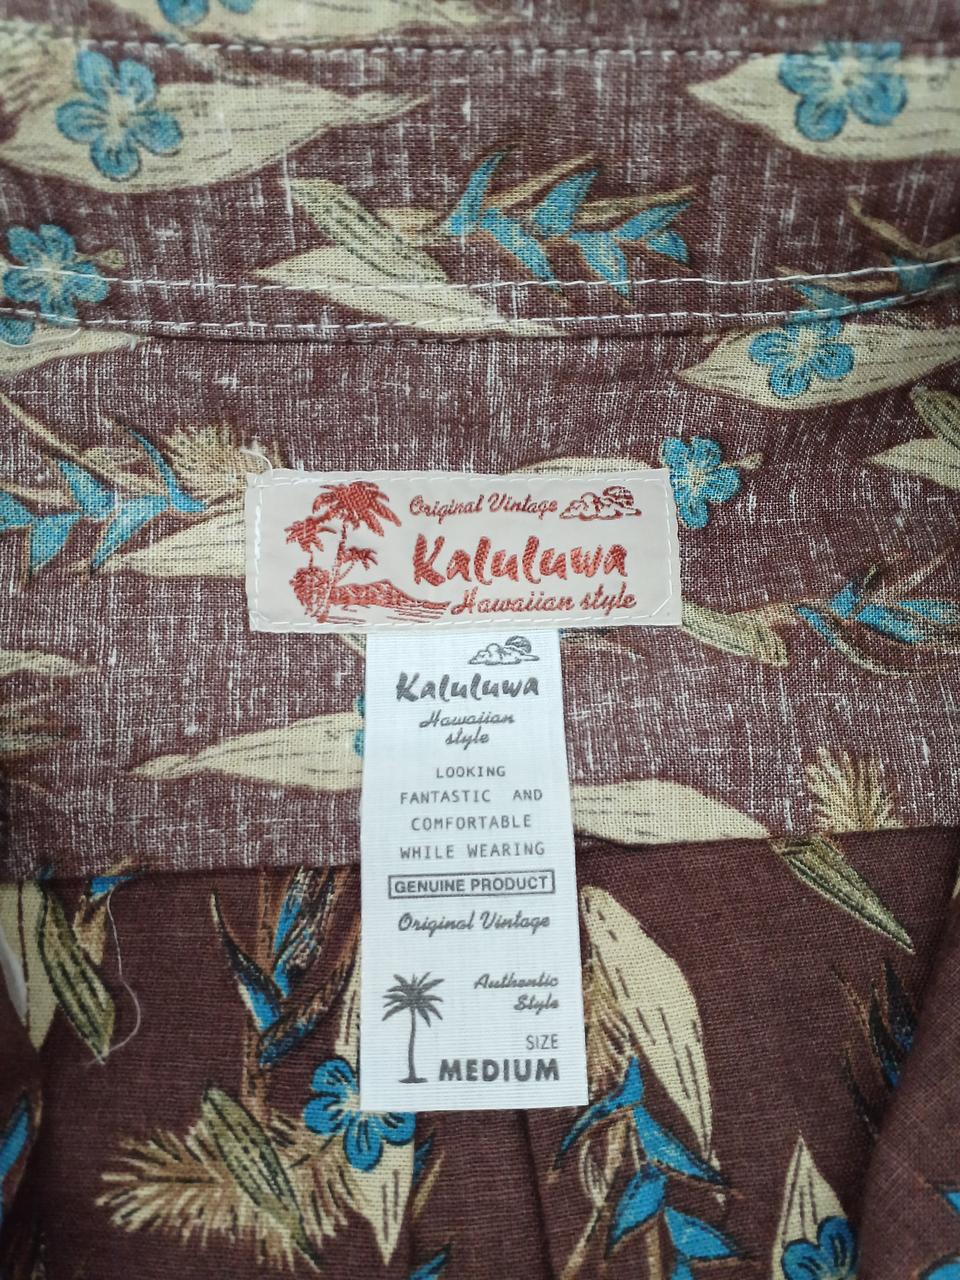 Original Vintage
Kaluluwa
Hawaiian style
Kaluluwa
Hawaiian
style
LOOKING
FANTASTIC AND
COMFORTABLE
WHILE WEARING
GENUINE PRODUCT
Original Vintage
Authentic
Style
SIZE
MEDIUM